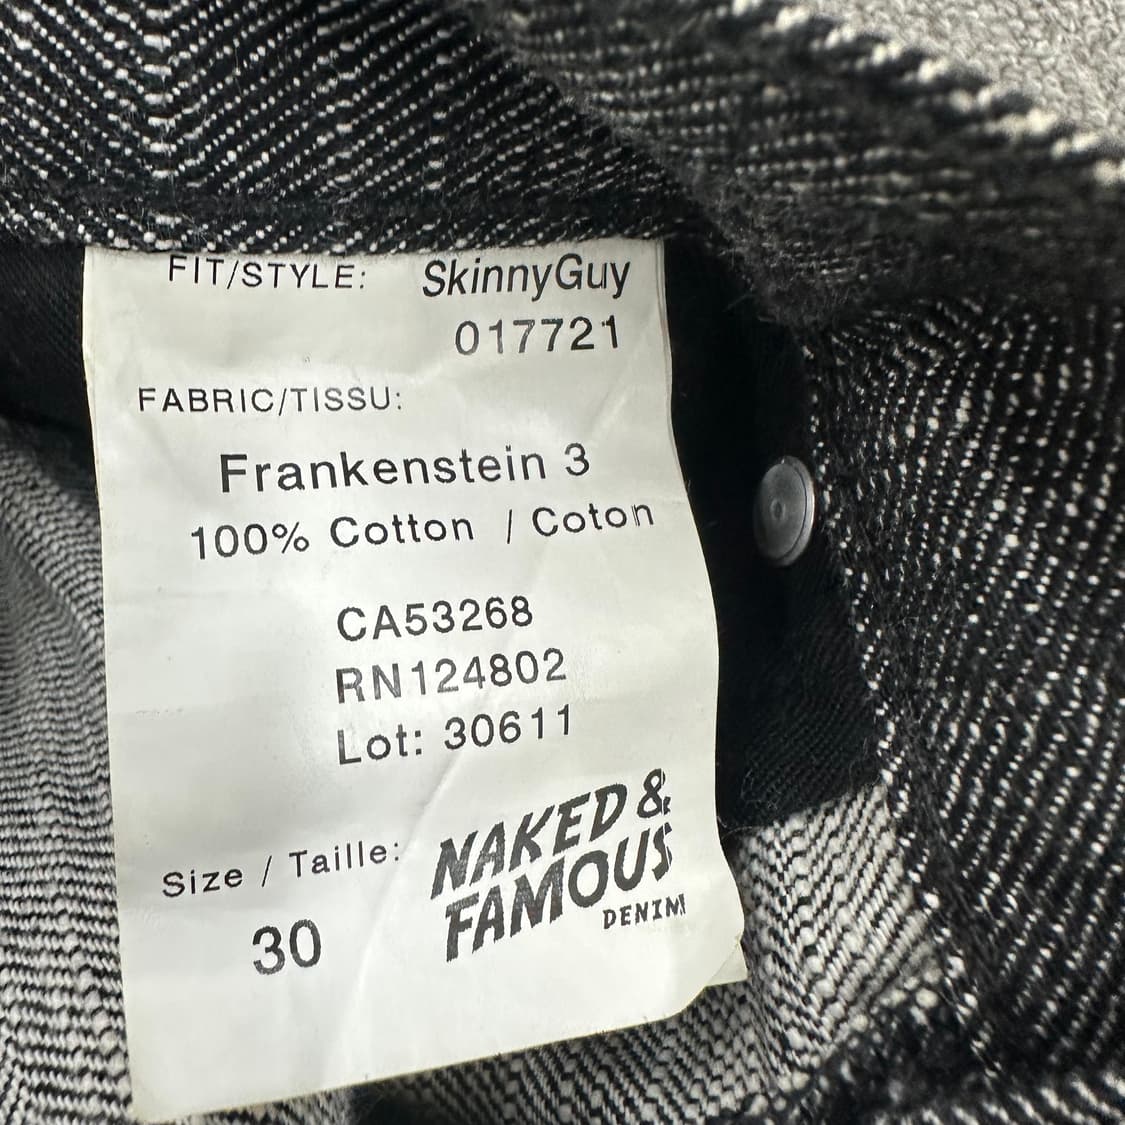 FIT/STYLE: SkinnyGuy
017721
FABRIC/TISSU:
Frankenstein 3
100% Cotton / Coton
CA53268
RN124802
Lot: 30611
Size / Taille:
30
NAKED &
FAMOUS
DENIM